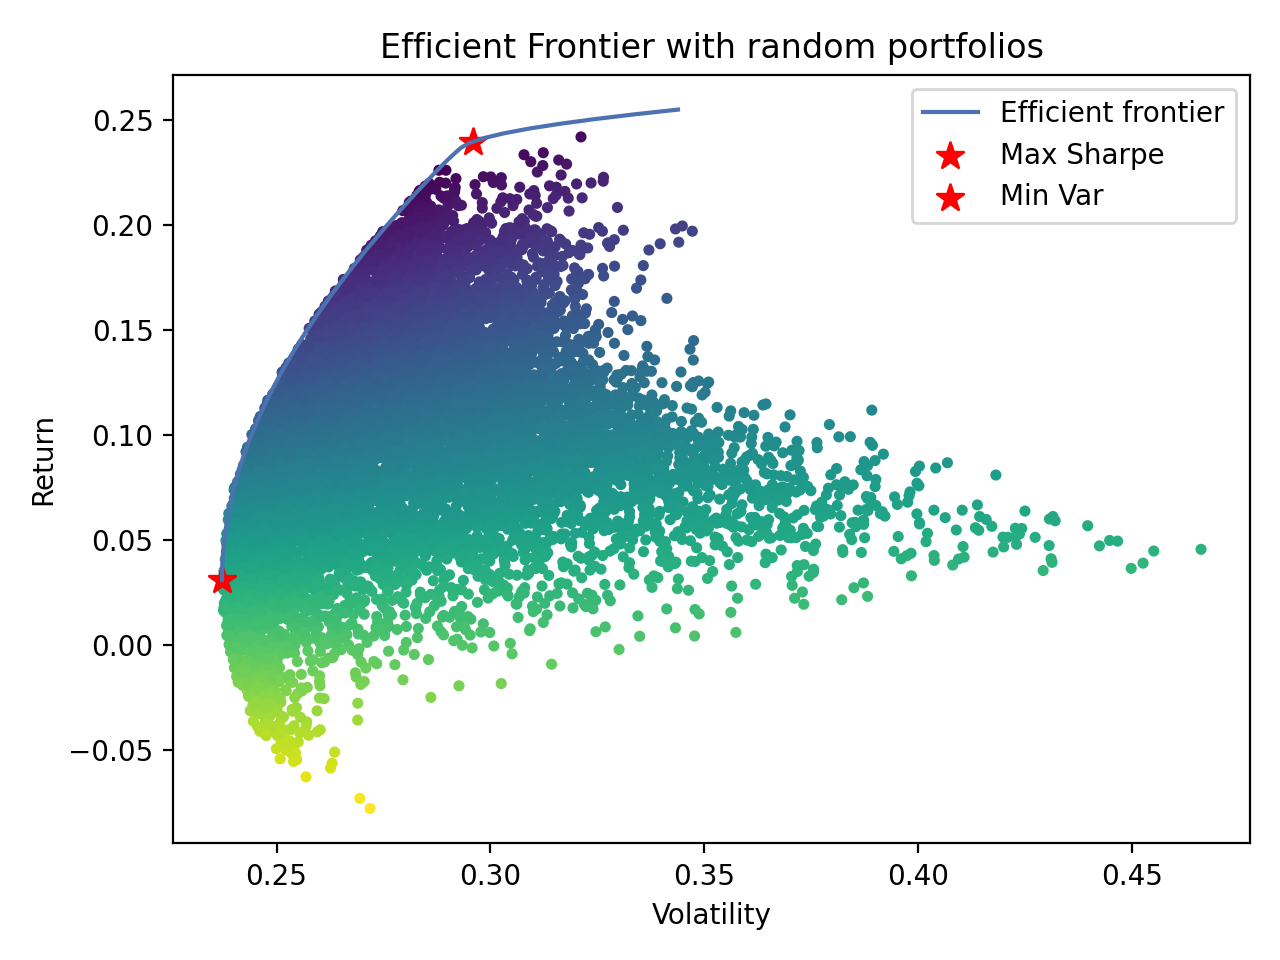 Efficient Frontier with random portfolios
Efficient frontier
Max Sharpe
Min Var
0.25
0.20
0.15
0.10
0.05
0.00
−0.05
Return
0.25
0.30
0.35
0.40
0.45
Volatility